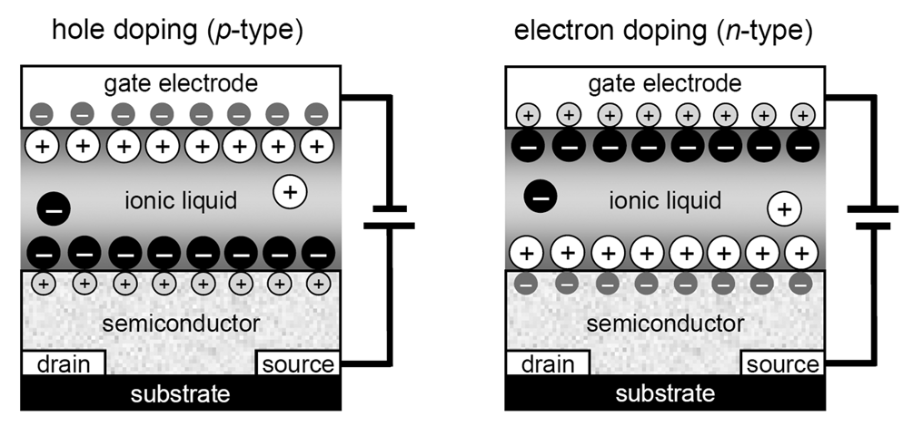 hole doping (p-type)
gate electrode
ionic liquid
semiconductor
drain
source
substrate
electron doping (n-type)
gate electrode
ionic liquid
semiconductor
drain
source
substrate